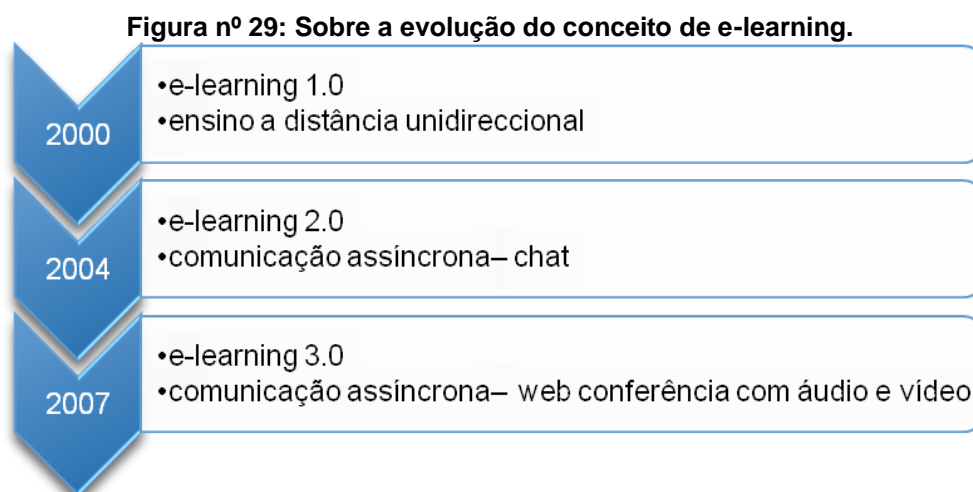 Figura nº 29: Sobre a evolução do conceito de e-learning.
2000
•e-learning 1.0
•ensino a distância unidireccional
2004
•e-learning 2.0
•comunicação assíncrona– chat
2007
•e-learning 3.0
•comunicação assíncrona– web conferência com áudio e vídeo